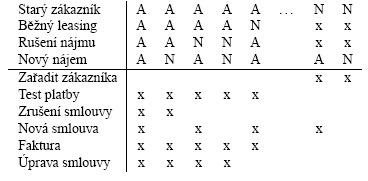 Starý zákazník A A A A A ... N N
Běžný leasing A A A A N x x
Rušení nájmu A A N N A x x
Nový nájem A N A N A A N
Zařadit zákazníka x x
Test platby x x x x x
Zrušení smlouvy x x
Nová smlouva x x x x
Faktura x x x x x
Úprava smlouvy x x x x